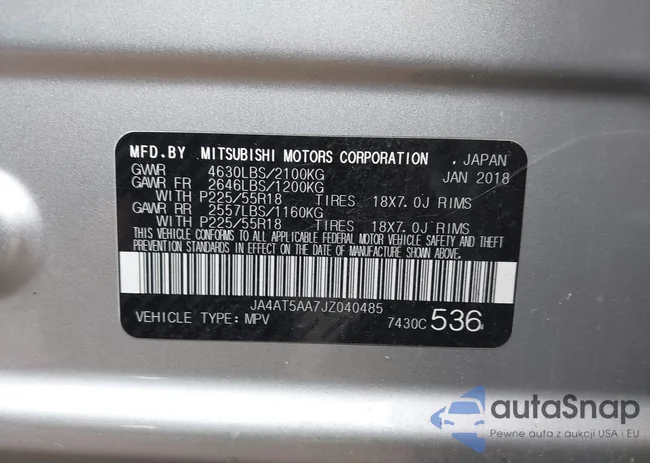 MFD.BY MITSUBISHI MOTORS CORPORATION , JAPAN
GVWR 4630LBS/2100KG JAN 2018
GAWR FR 2646LBS/1200KG
WITH P225/55R18 TIRES 18X7.0J RIMS
GAWR RR 2557LBS/1160KG
WITH P225/55R18 TIRES 18X7.0J RIMS
THIS VEHICLE CONFORMS TO ALL APPLICABLE FEDERAL MOTOR VEHICLE SAFETY AND THEFT
PREVENTION STANDARDS IN EFFECT ON THE DATE OF MANUFACTURE SHOWN ABOVE.
JA4AT5AA7JZ040485
VEHICLE TYPE: MPV 7430C 536
autaSnap
Pewne auta z aukcji USA i EU